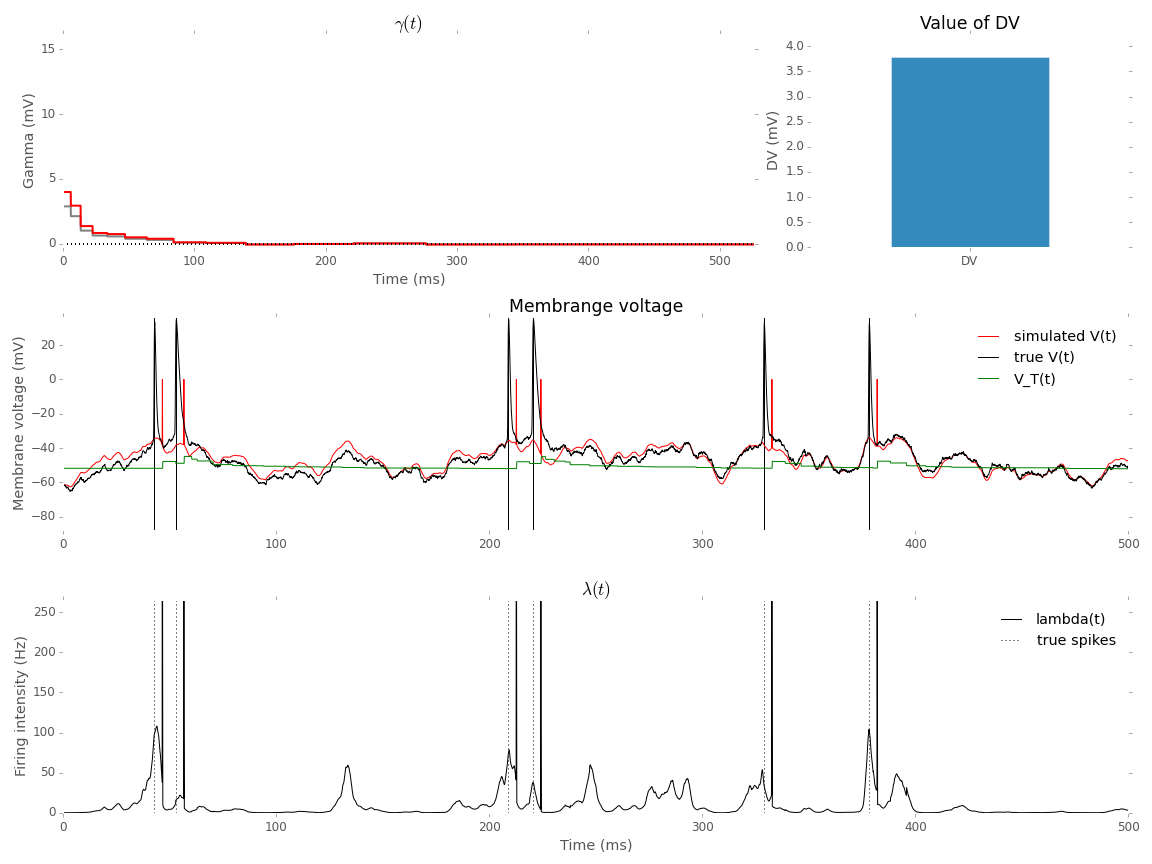 γ(t)
Gamma (mV)
15
10
5
0
0 100 200 300 400 500
Time (ms)
Value of DV
DV (mV)
4.0
3.5
3.0
2.5
2.0
1.5
1.0
0.5
0.0
DV
Membrange voltage
Membrane voltage (mV)
20
0
−20
−40
−60
−80
simulated V(t)
true V(t)
V_T(t)
0 100 200 300 400 500
λ(t)
Firing intensity (Hz)
250
200
150
100
50
0
lambda(t)
true spikes
0 100 200 300 400 500
Time (ms)